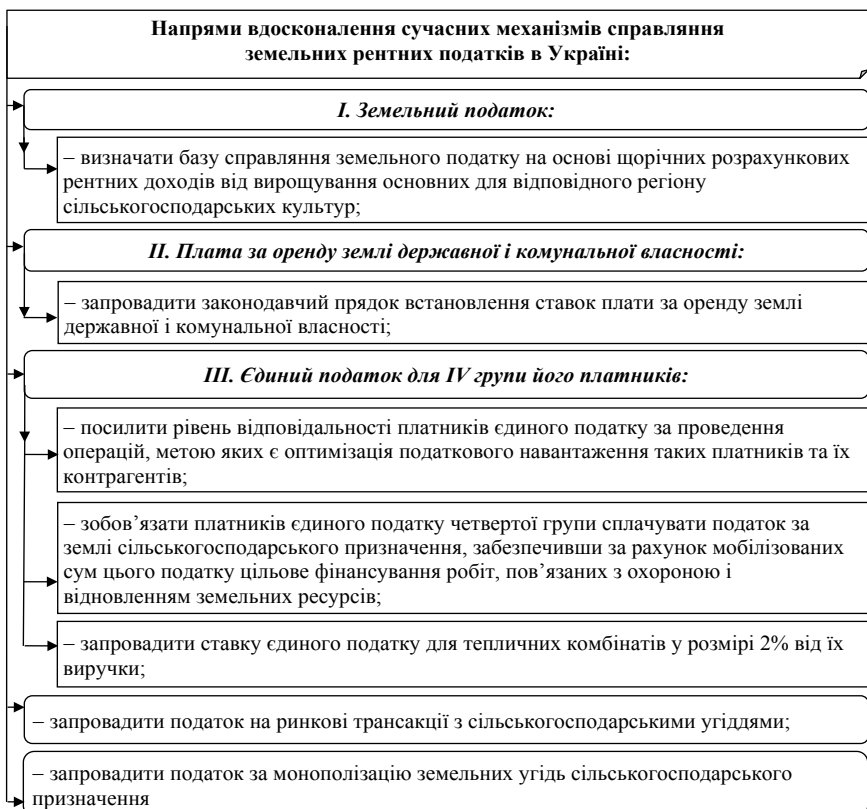 Напрями вдосконалення сучасних механізмів справляння
земельних рентних податків в Україні:
I. Земельний податок:
– визначати базу справляння земельного податку на основі щорічних розрахункових
рентних доходів від вирощування основних для відповідного регіону
сільськогосподарських культур;
II. Плата за оренду землі державної і комунальної власності:
– запровадити законодавчий прядок встановлення ставок плати за оренду землі
державної і комунальної власності;
III. Єдиний податок для IV групи його платників:
– посилити рівень відповідальності платників єдиного податку за проведення
операцій, метою яких є оптимізація податкового навантаження таких платників та їх
контрагентів;
– зобов’язати платників єдиного податку четвертої групи сплачувати податок за
землі сільськогосподарського призначення, забезпечивши за рахунок мобілізованих
сум цього податку цільове фінансування робіт, пов’язаних з охороною і
відновленням земельних ресурсів;
– запровадити ставку єдиного податку для тепличних комбінатів у розмірі 2% від їх
виручки;
– запровадити податок на ринкові трансакції з сільськогосподарськими угіддями;
– запровадити податок за монополізацію земельних угідь сільськогосподарського
призначення